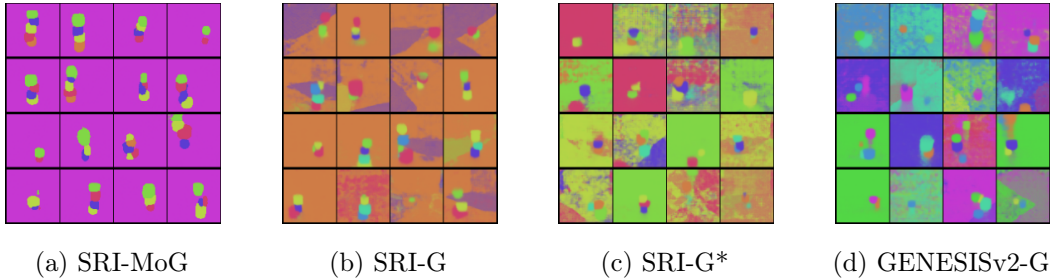 (a) SRI-MoG
(b) SRI-G
(c) SRI-G*
(d) GENESISv2-G